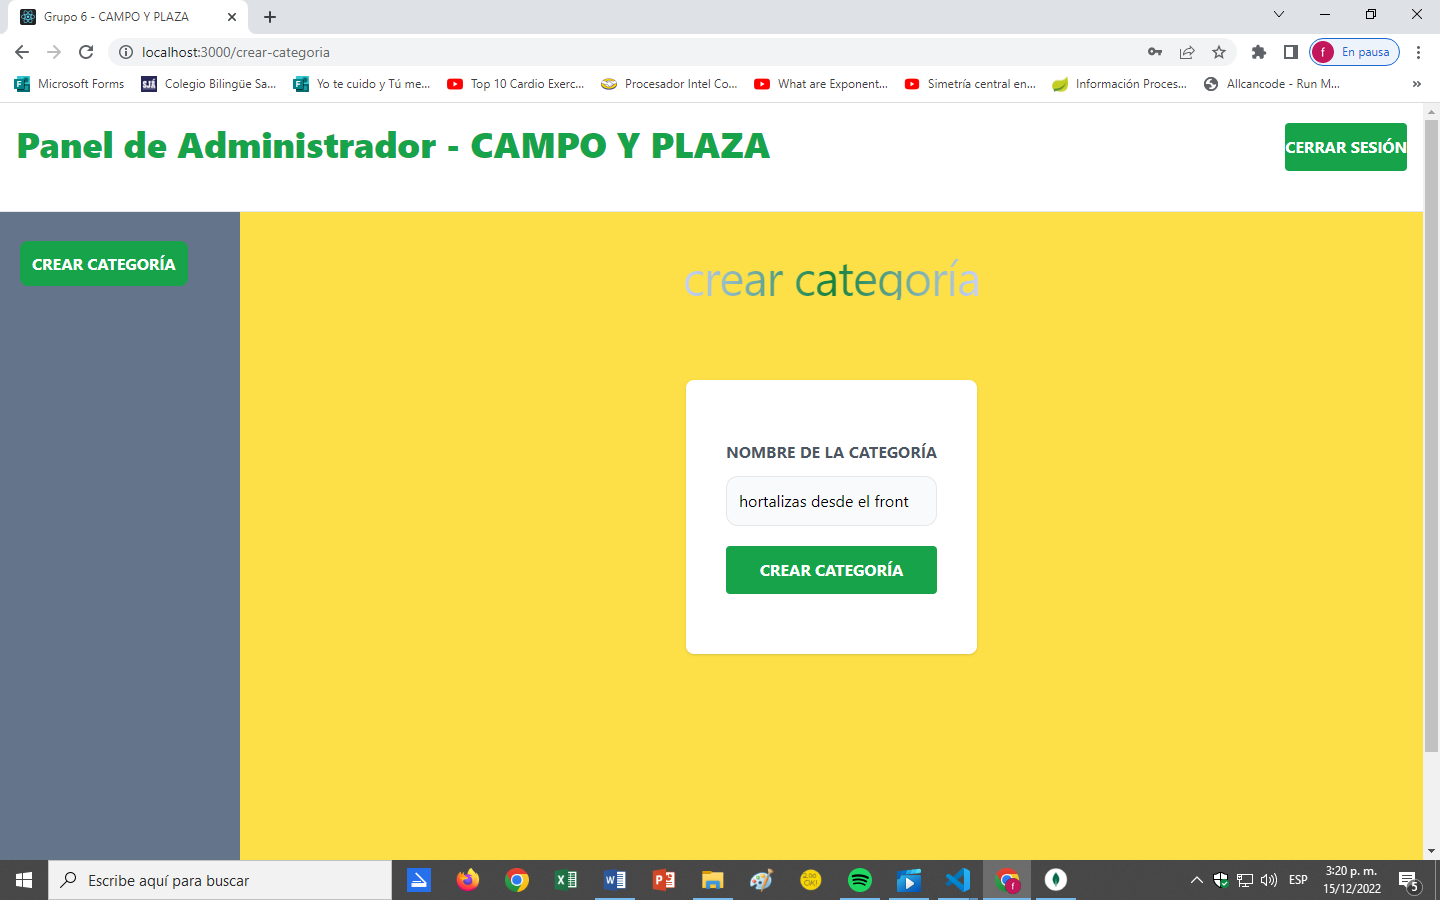 Grupo 6 - CAMPO Y PLAZA
localhost:3000/crear-categoria
f
En pausa
Microsoft Forms
SJÁ
Colegio Bilingüe Sa...
Yo te cuido y Tú me...
Top 10 Cardio Exerc...
Procesador Intel Co...
What are Exponent...
Simetría central en...
Información Proces...
Allcancode - Run M...
»
Panel de Administrador - CAMPO Y PLAZA
CERRAR SESIÓN
CREAR CATEGORÍA
crear categoría
NOMBRE DE LA CATEGORÍA
hortalizas desde el front
CREAR CATEGORÍA
Escribe aquí para buscar
ESP
3:20 p. m.
15/12/2022
5